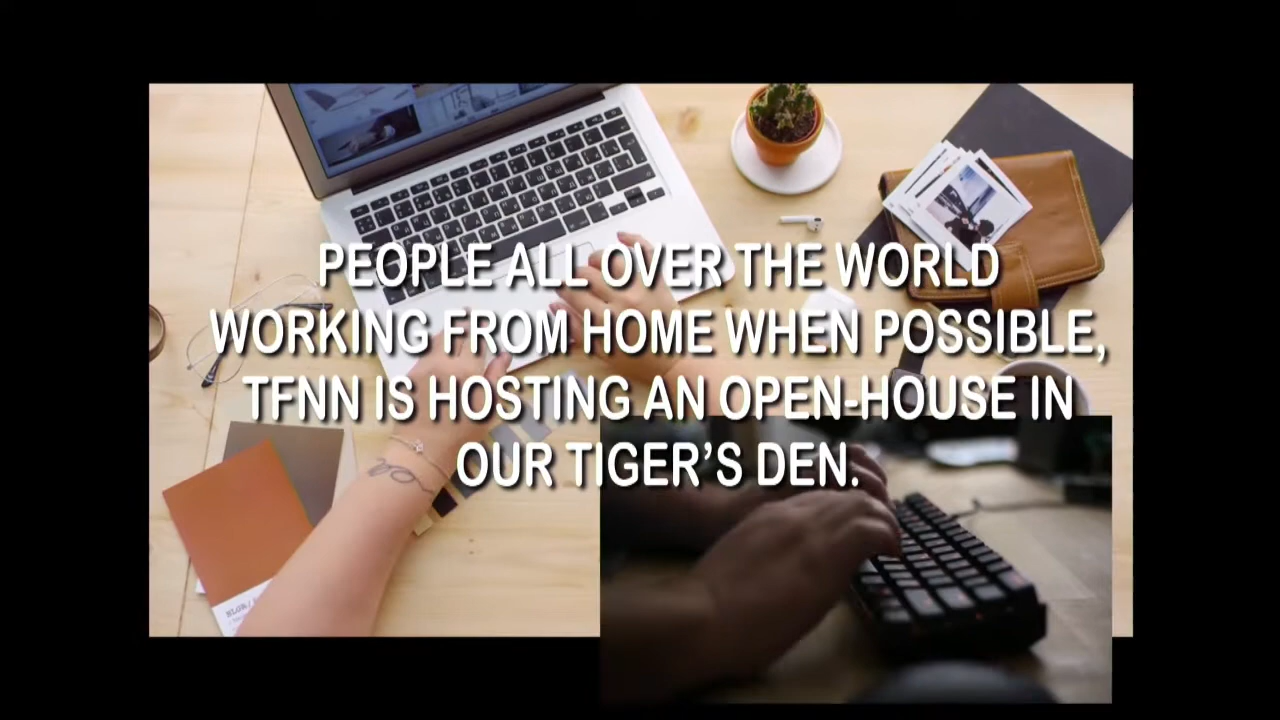 PEOPLE ALL OVER THE WORLD
WORKING FROM HOME WHEN POSSIBLE,
TFNN IS HOSTING AN OPEN-HOUSE IN
OUR TIGER'S DEN.